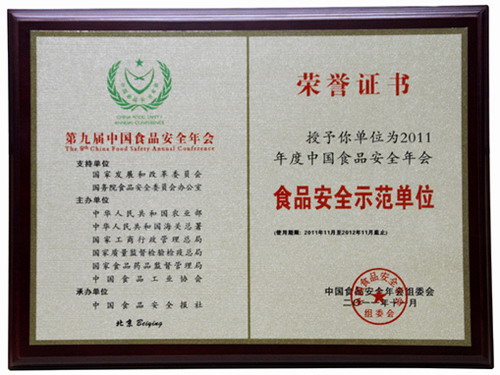 中国食品安全年会
CHINA FOOD SAFETY
ANNUAL CONFERENCE
第九届中国食品安全年会
The 9th China Food Safety Annual Conference
支持单位
国家发展和改革委员会
国务院食品安全委员会办公室
主办单位
中华人民共和国农业部
中华人民共和国海关总署
国家工商行政管理总局
国家质量监督检验检疫总局
国家食品药品监督管理局
中国食品工业协会
承办单位
中国食品安全报社
北京 Beijing
荣誉证书
授予你单位为2011
年度中国食品安全年会
食品安全示范单位
(使用期限：2011年11月至2012年11月底止)
中国食品安全年会组委会
二〇一一年十一月
组委会